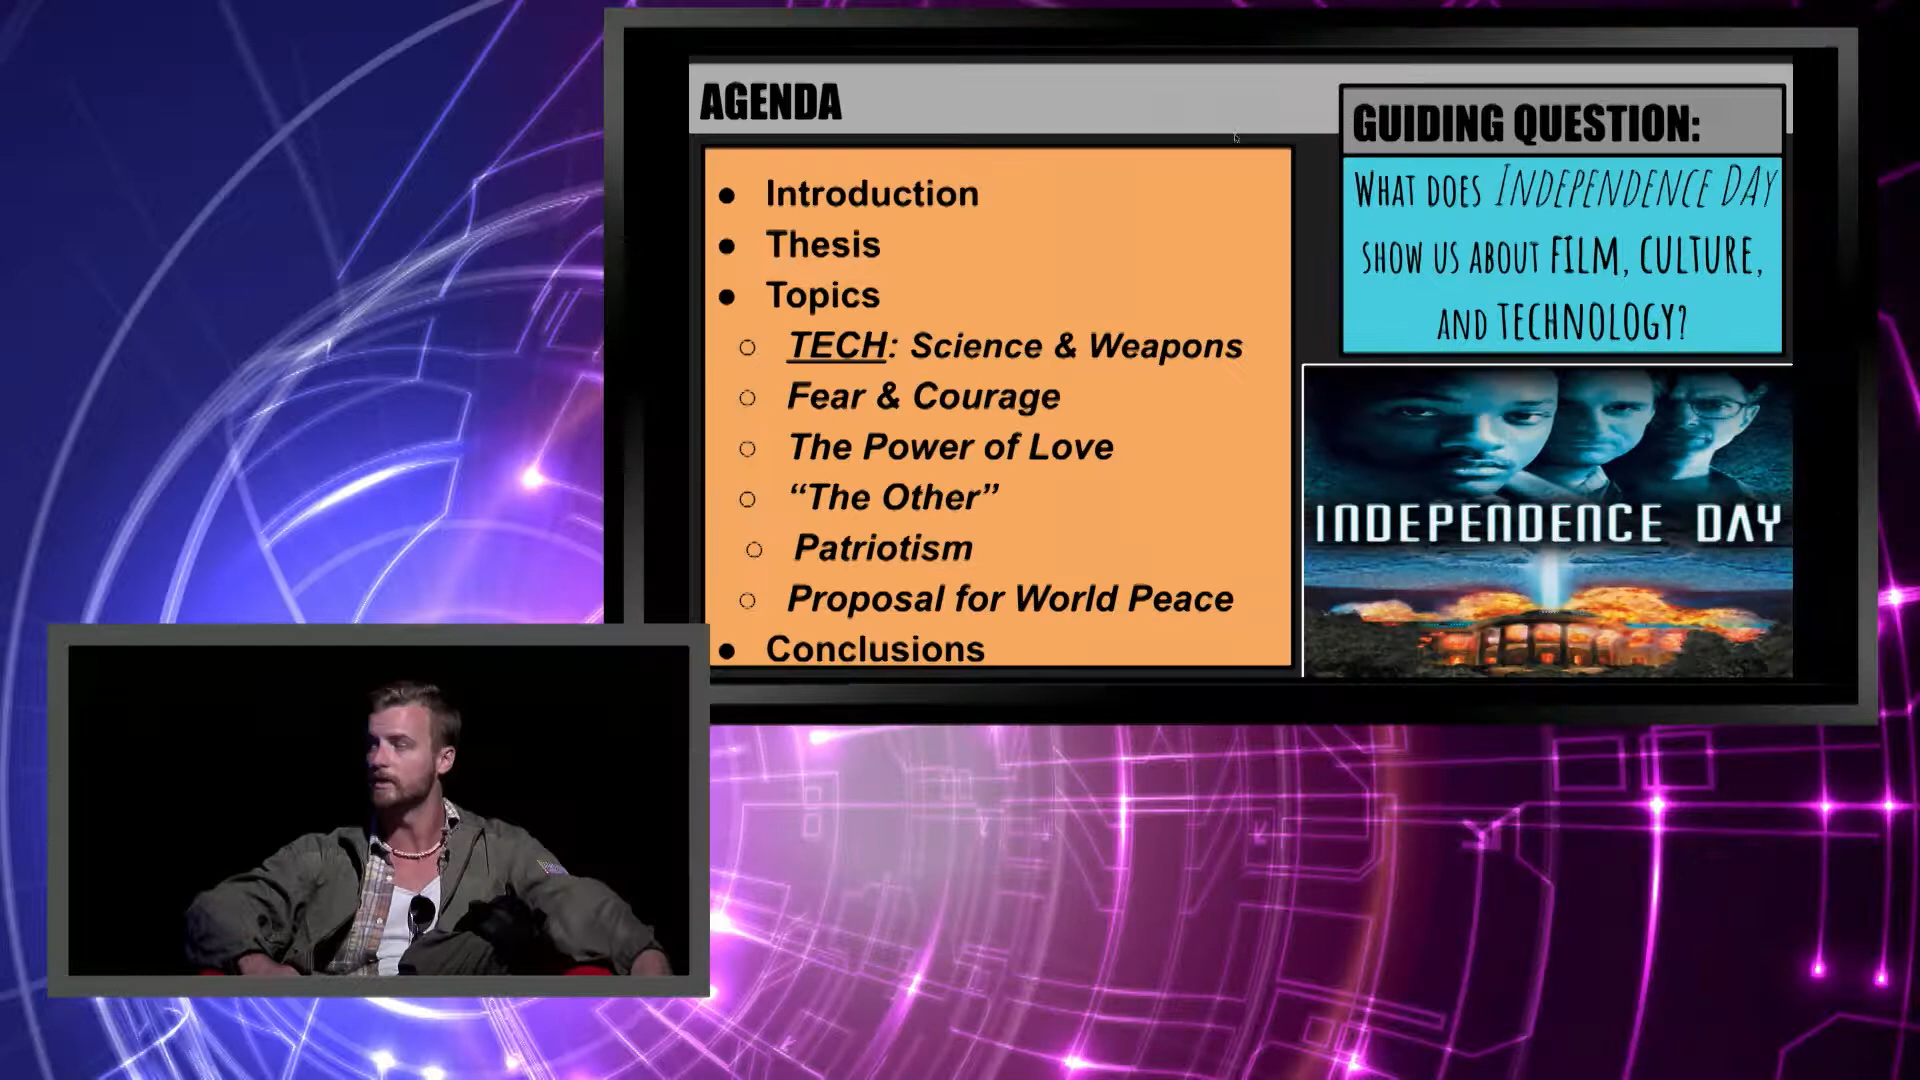 AGENDA
● Introduction
● Thesis
● Topics
○ TECH: Science & Weapons
○ Fear & Courage
○ The Power of Love
○ “The Other”
○ Patriotism
○ Proposal for World Peace
● Conclusions
GUIDING QUESTION:
WHAT DOES INDEPENDENCE DAY
SHOW US ABOUT FILM, CULTURE,
AND TECHNOLOGY?
INDEPENDENCE DAY